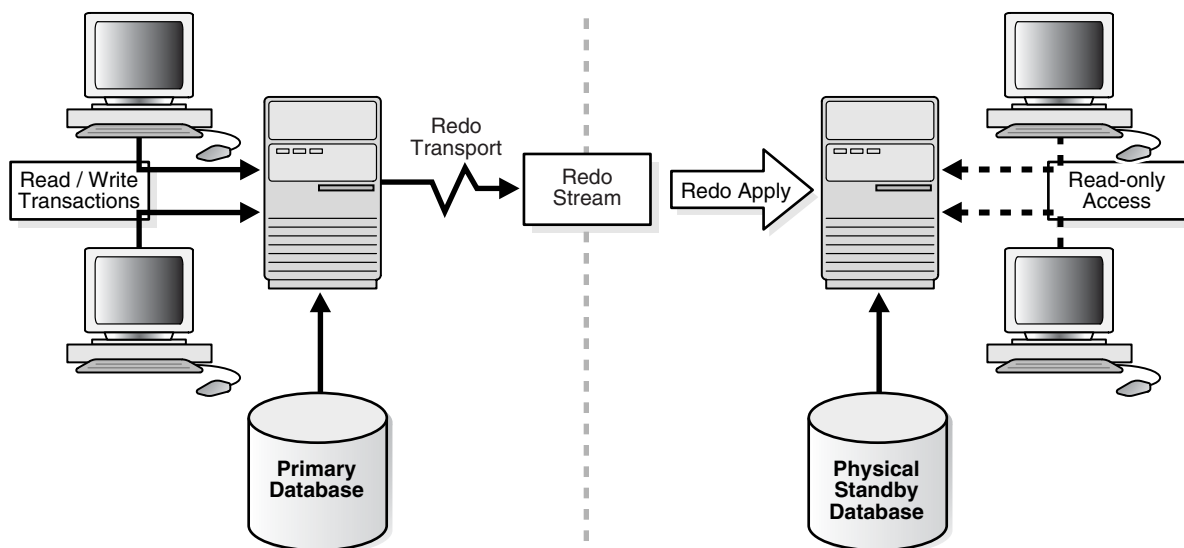 Read / Write
Transactions
Redo
Transport
Redo
Stream
Redo Apply
Read-only
Access
Primary
Database
Physical
Standby
Database